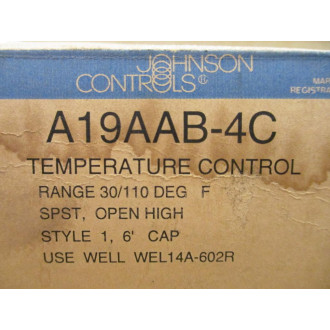 JOHNSON
CONTROLS
REGISTRA
A19AAB-4C
TEMPERATURE CONTROL
RANGE 30/110 DEG F
SPST, OPEN HIGH
STYLE 1, 6' CAP
USE WELL WEL14A-602R